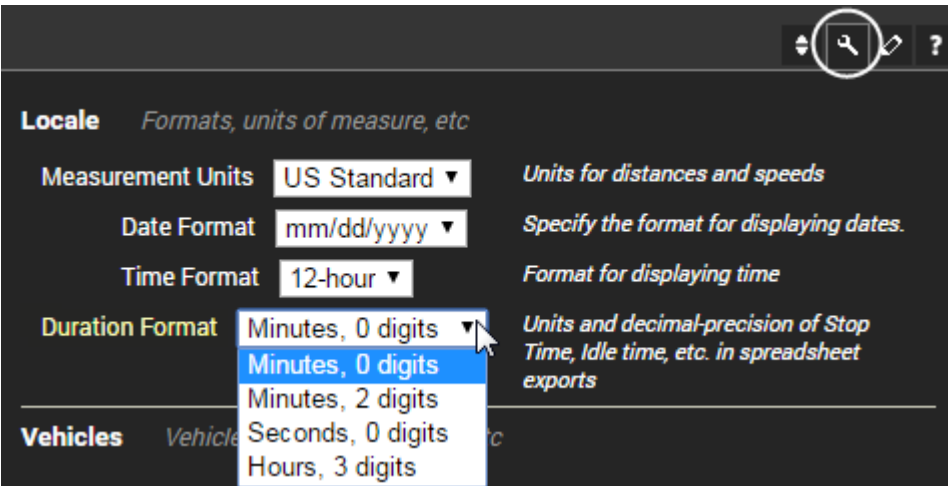 ?
Locale Formats, units of measure, etc
Measurement Units US Standard Units for distances and speeds
Date Format mm/dd/yyyy Specify the format for displaying dates.
Time Format 12-hour Format for displaying time
Duration Format Minutes, 0 digits Units and decimal-precision of Stop
Time, Idle time, etc. in spreadsheet
exports
Minutes, 0 digits
Minutes, 2 digits
Seconds, 0 digits
Hours, 3 digits
Vehicles